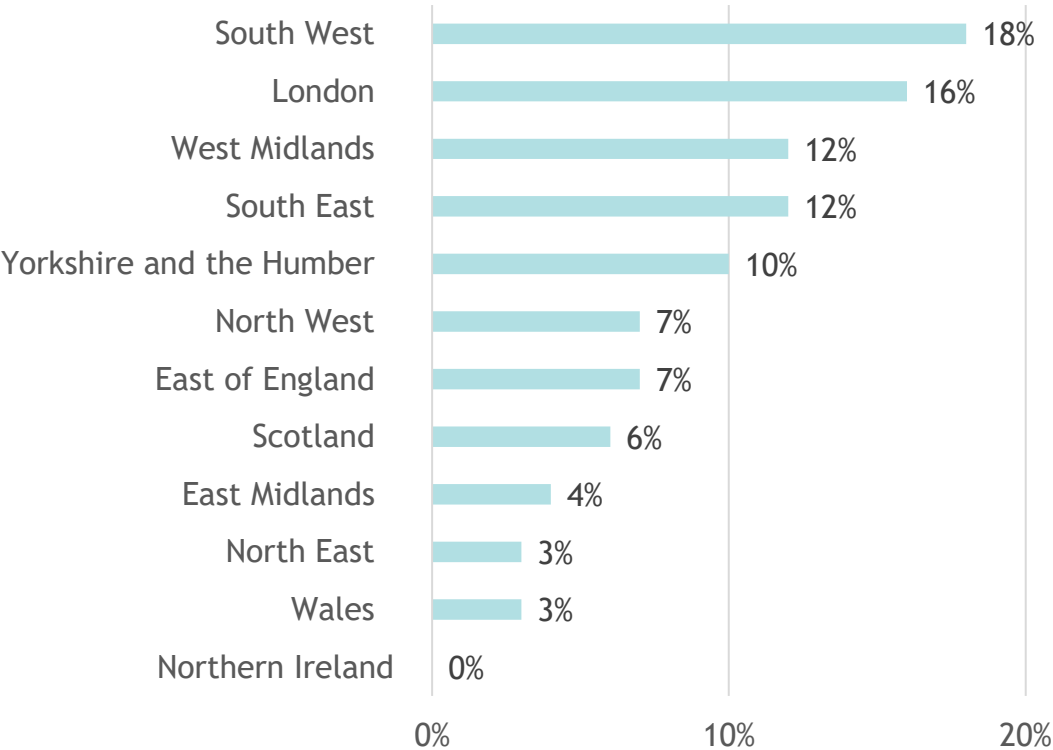 South West 18%
London 16%
West Midlands 12%
South East 12%
Yorkshire and the Humber 10%
North West 7%
East of England 7%
Scotland 6%
East Midlands 4%
North East 3%
Wales 3%
Northern Ireland 0%
0% 10% 20%